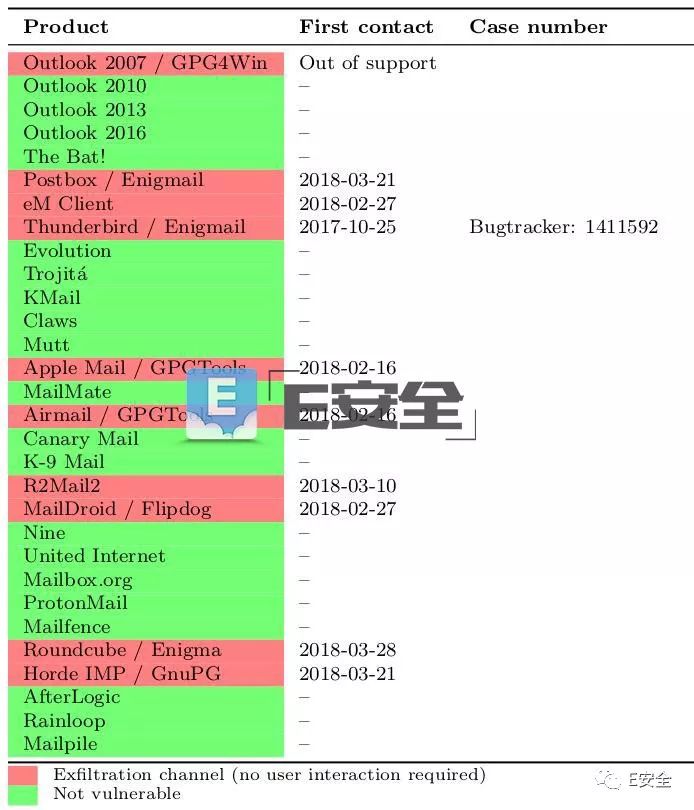 Product First contact Case number
Outlook 2007 / GPG4Win Out of support
Outlook 2010 –
Outlook 2013 –
Outlook 2016 –
The Bat! –
Postbox / Enigmail 2018-03-21
eM Client 2018-02-27
Thunderbird / Enigmail 2017-10-25 Bugtracker: 1411592
Evolution –
Trojitá –
KMail –
Claws –
Mutt –
Apple Mail / GPGTools 2018-02-16
MailMate –
E E安全
Airmail / GPGTools 2018-02-16
Canary Mail –
K-9 Mail –
R2Mail2 2018-03-10
MailDroid / Flipdog 2018-02-27
Nine –
United Internet –
Mailbox.org –
ProtonMail –
Mailfence –
Roundcube / Enigma 2018-03-28
Horde IMP / GnuPG 2018-03-21
AfterLogic –
Rainloop –
Mailpile –
Exfiltration channel (no user interaction required)
Not vulnerable
E安全